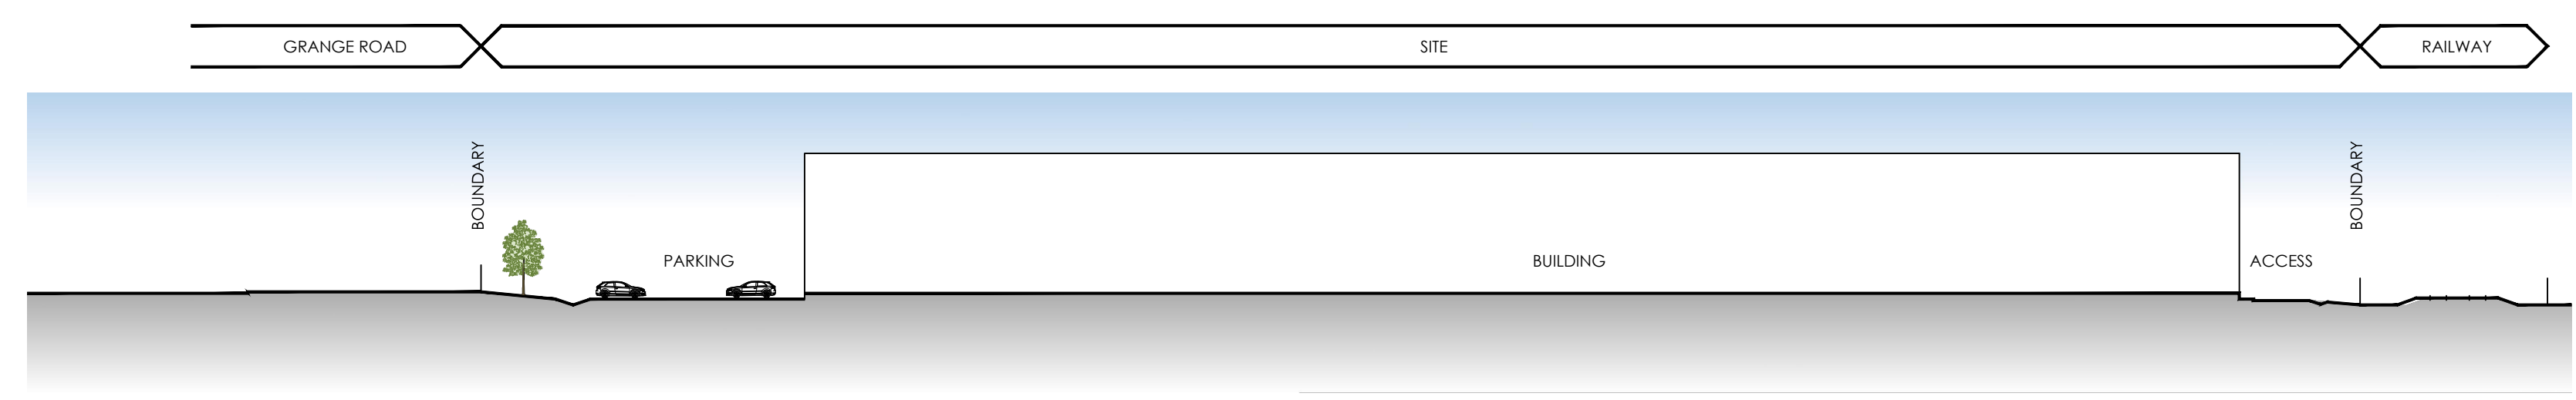 GRANGE ROAD
SITE
RAILWAY
BOUNDARY
BOUNDARY
PARKING
BUILDING
ACCESS